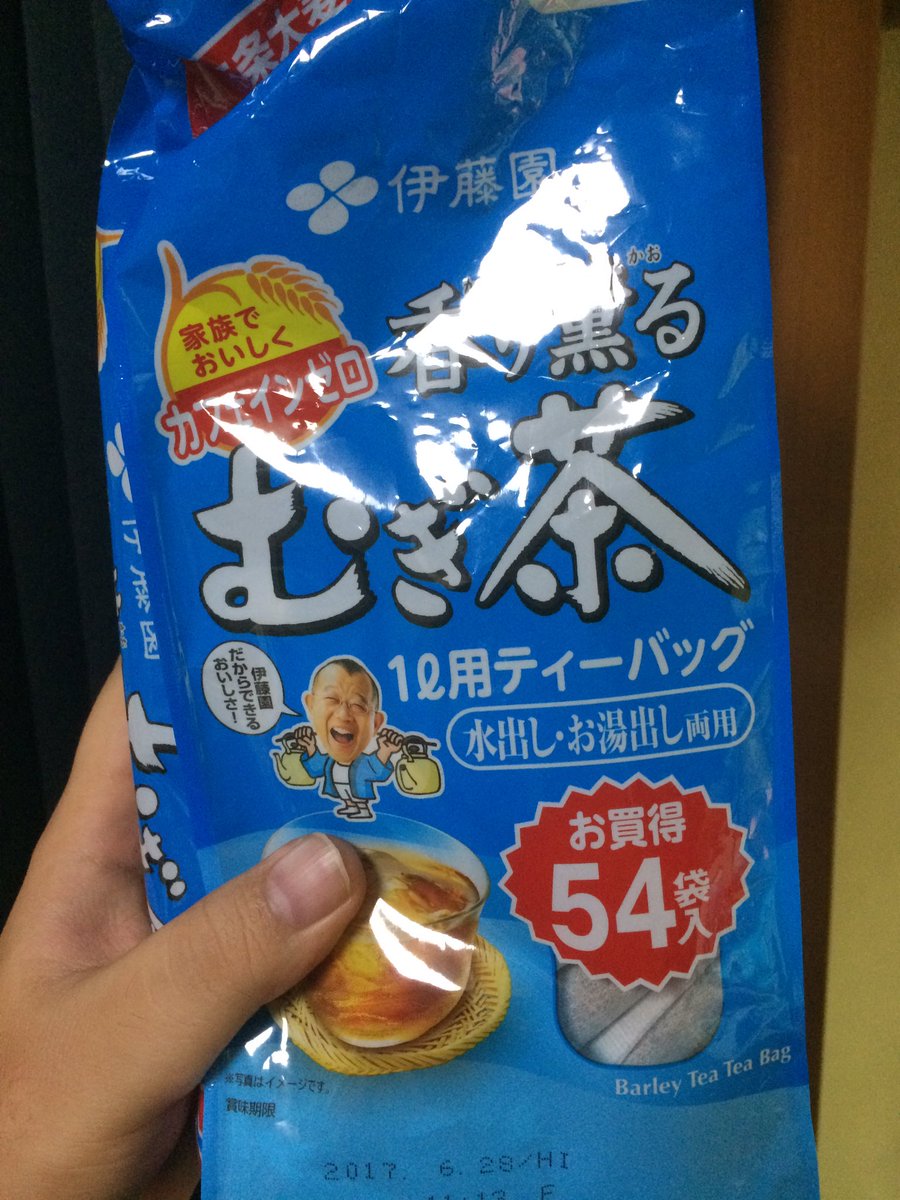 条大麦
伊藤園
家族で
おいしく
カフェインゼロ
かお
香り薫る
むぎ茶
伊藤園
だからできる
おいしさ!
1ℓ用ティーバッグ
水出し・お湯出し両用
お買得
54袋入
Barley Tea Tea Bag
※写真はイメージです。
賞味期限
2017. 6.28/HI